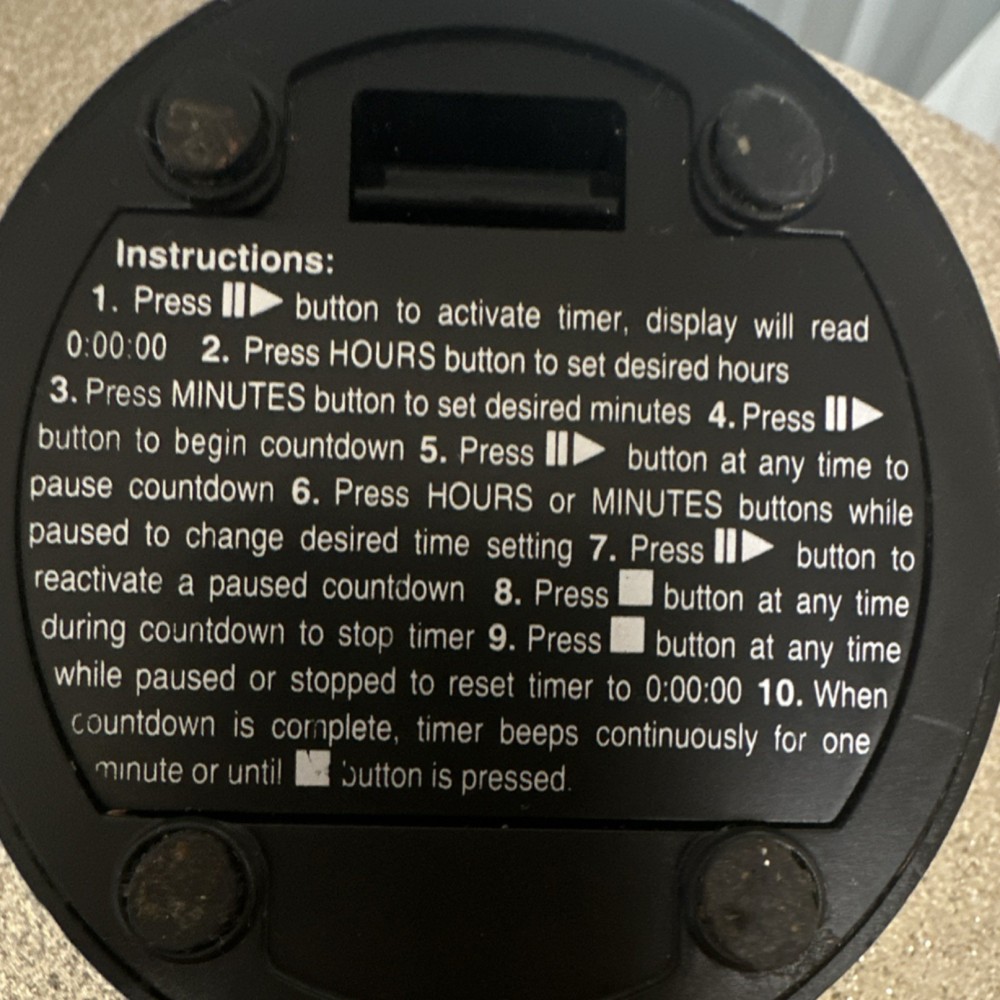 Instructions:
1. Press ⏸▶ button to activate timer, display will read
0:00:00 2. Press HOURS button to set desired hours
3. Press MINUTES button to set desired minutes 4. Press ⏸▶
button to begin countdown 5. Press ⏸▶ button at any time to
pause countdown 6. Press HOURS or MINUTES buttons while
paused to change desired time setting 7. Press ⏸▶ button to
reactivate a paused countdown 8. Press ■ button at any time
during countdown to stop timer 9. Press ■ button at any time
while paused or stopped to reset timer to 0:00:00 10. When
countdown is complete, timer beeps continuously for one
minute or until ■ button is pressed.